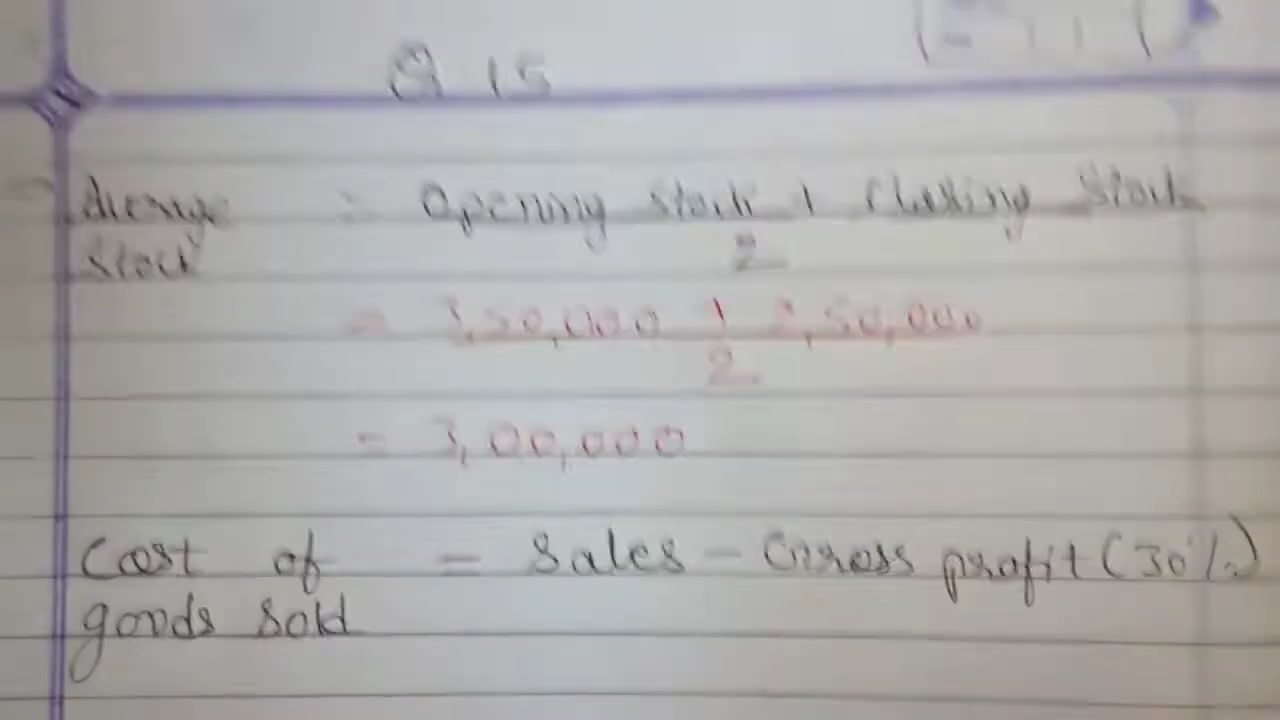 Q 15
Average = Opening stock + Closing Stock
stock 2
= 3,50,000 + 2,50,000
2
= 3,00,000
Cost of = Sales - Gross profit (30%)
goods sold